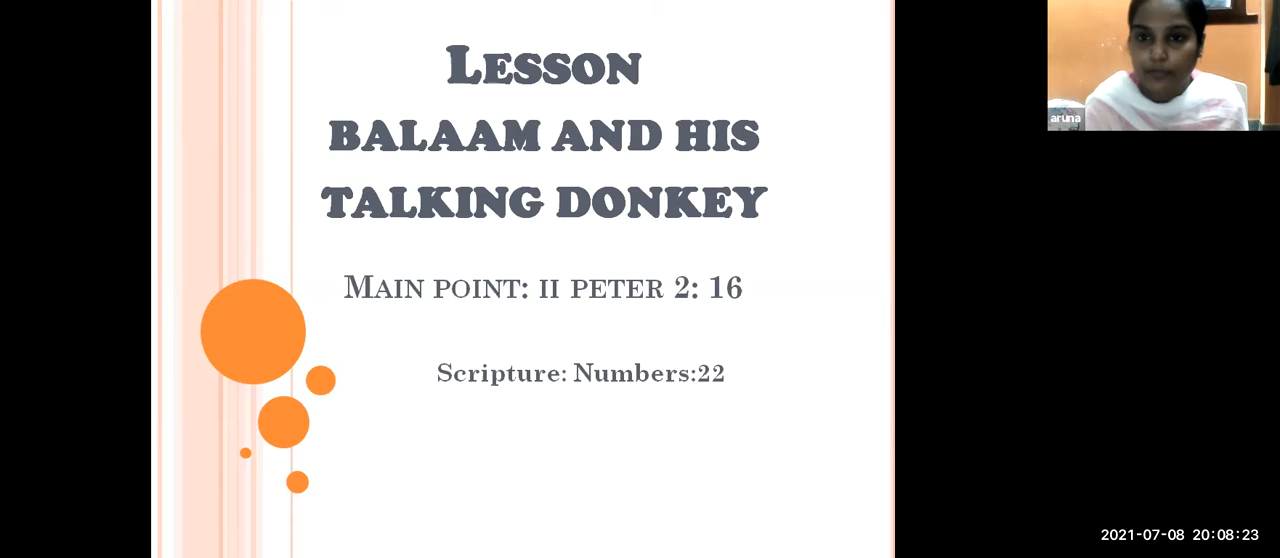 LESSON
BALAAM AND HIS
TALKING DONKEY
MAIN POINT: II PETER 2: 16
Scripture: Numbers:22
aruna
2021-07-08 20:08:23